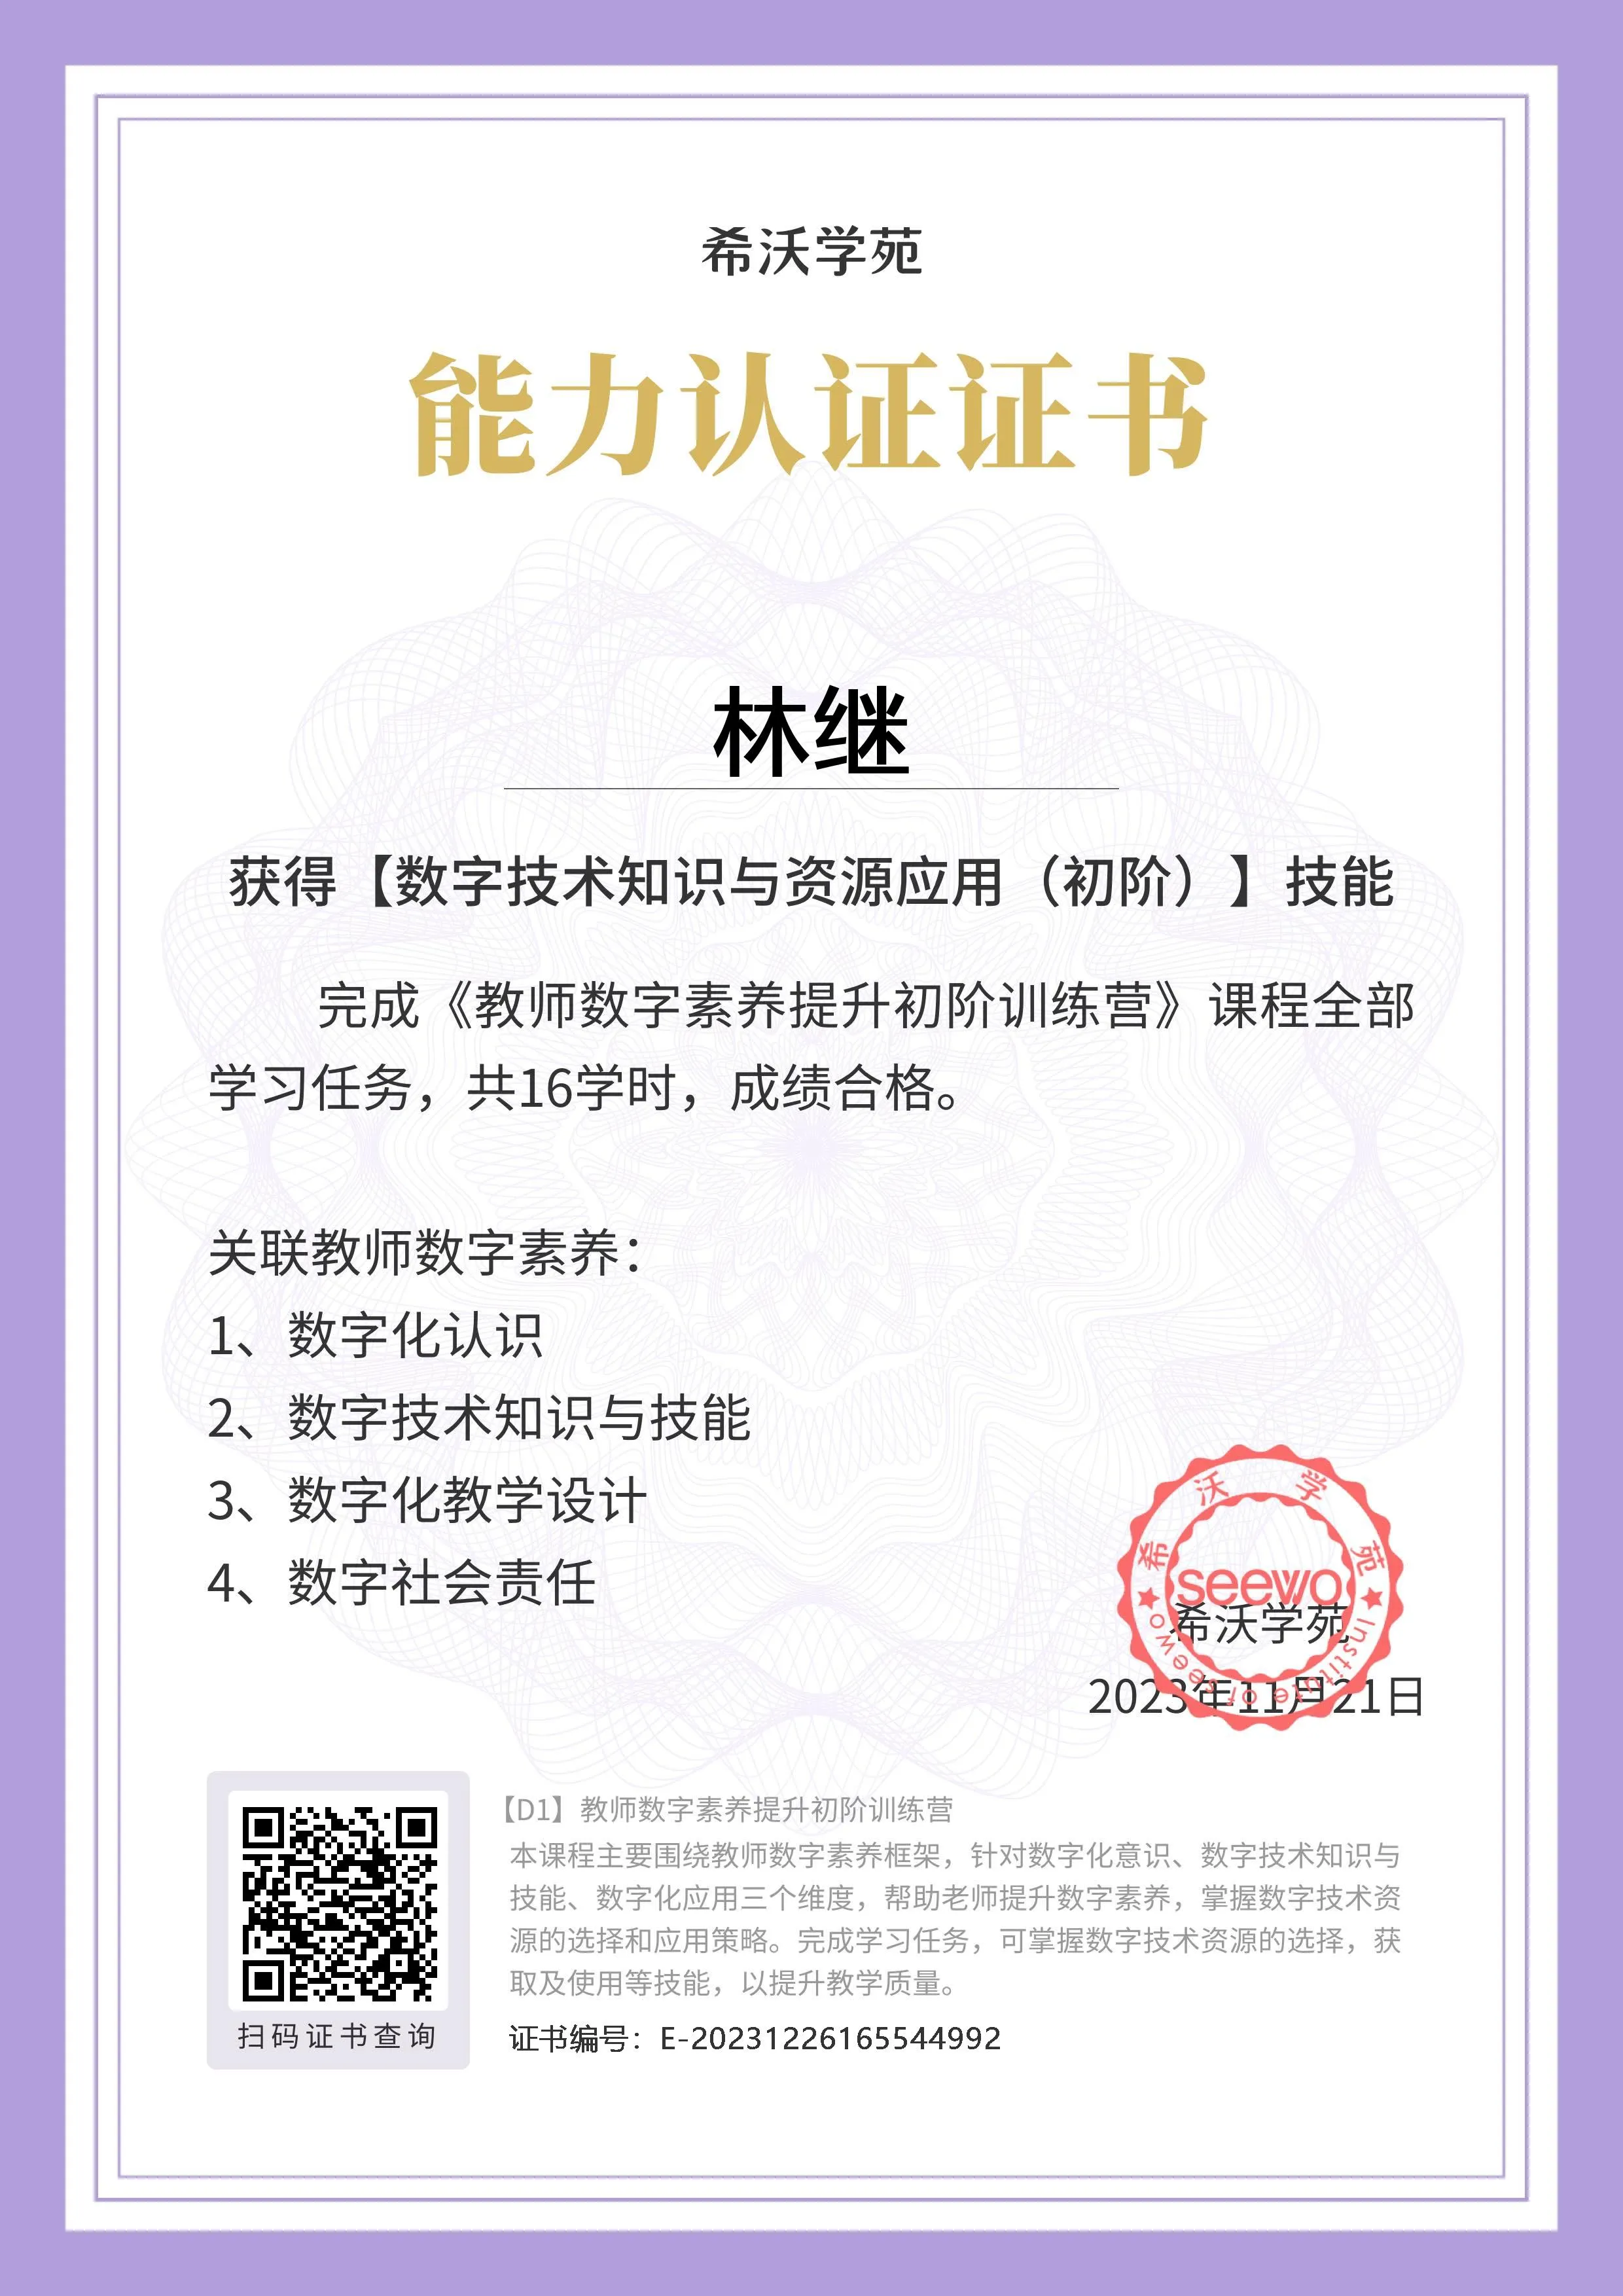 希沃学苑
能力认证证书
林继
获得【数字技术知识与资源应用（初阶）】技能
完成《教师数字素养提升初阶训练营》课程全部
学习任务，共16学时，成绩合格。
关联教师数字素养：
1、数字化认识
2、数字技术知识与技能
3、数字化教学设计
4、数字社会责任
希沃学苑
seewo
Institute of seewo
希沃学苑
2023年11月21日
【D1】教师数字素养提升初阶训练营
本课程主要围绕教师数字素养框架，针对数字化意识、数字技术知识与
技能、数字化应用三个维度，帮助老师提升数字素养，掌握数字技术资
源的选择和应用策略。完成学习任务，可掌握数字技术资源的选择，获
取及使用等技能，以提升教学质量。
扫码证书查询
证书编号：E-20231226165544992